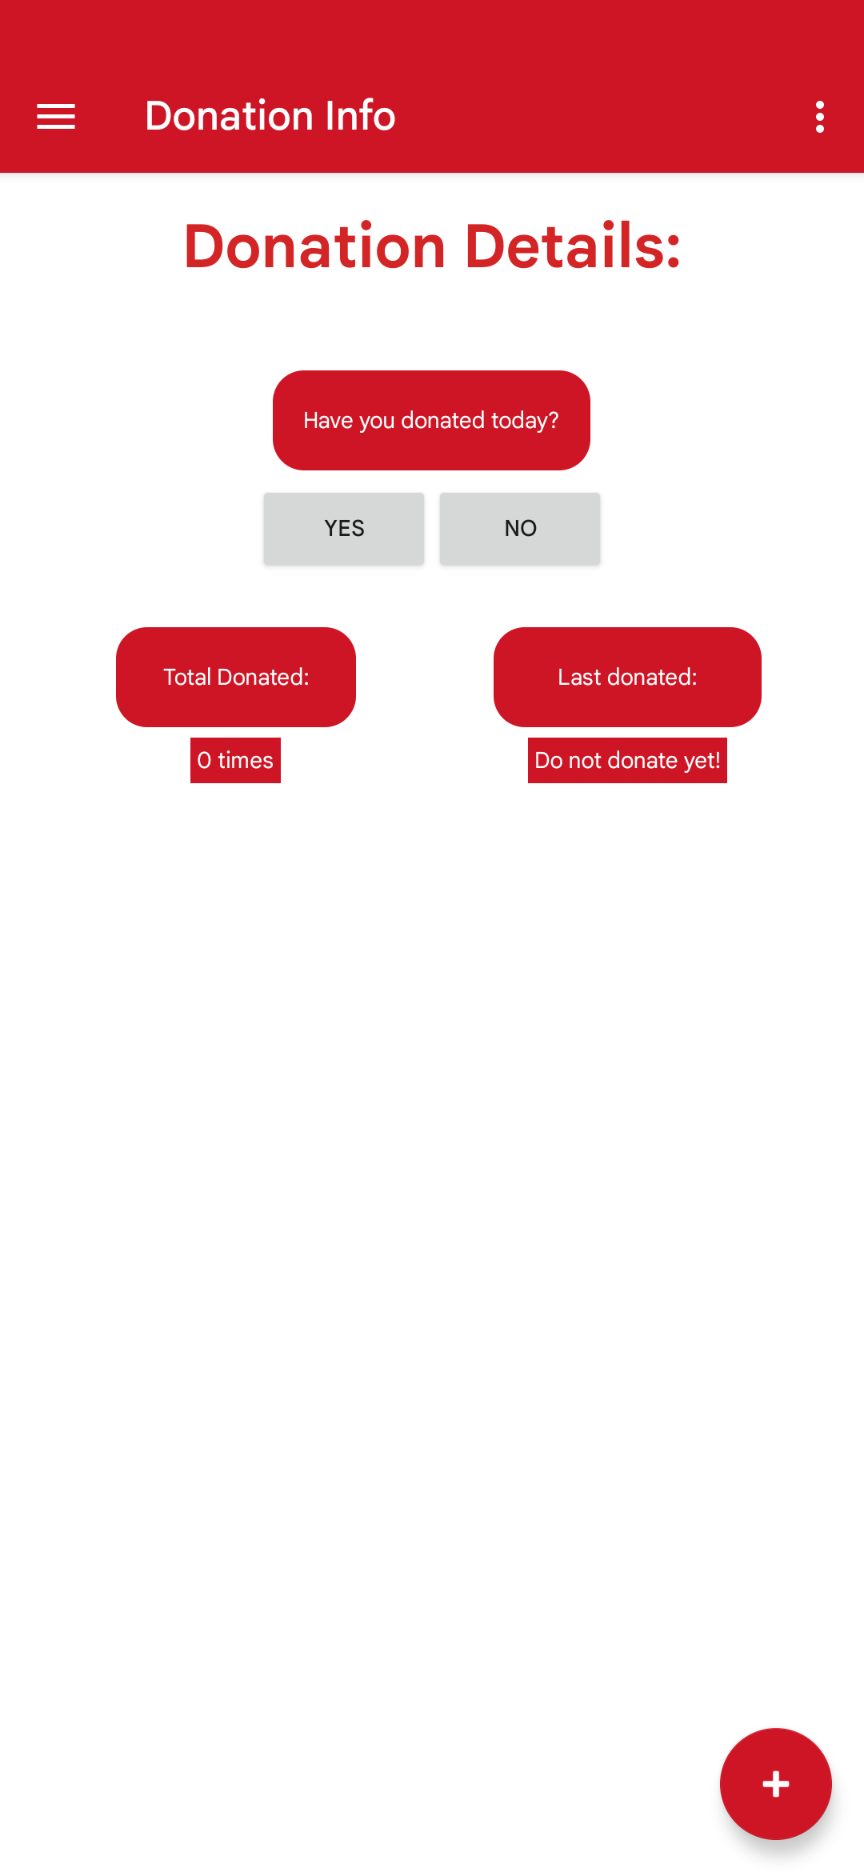 Donation Info
Donation Details:
Have you donated today?
YES NO
Total Donated: Last donated:
0 times Do not donate yet!